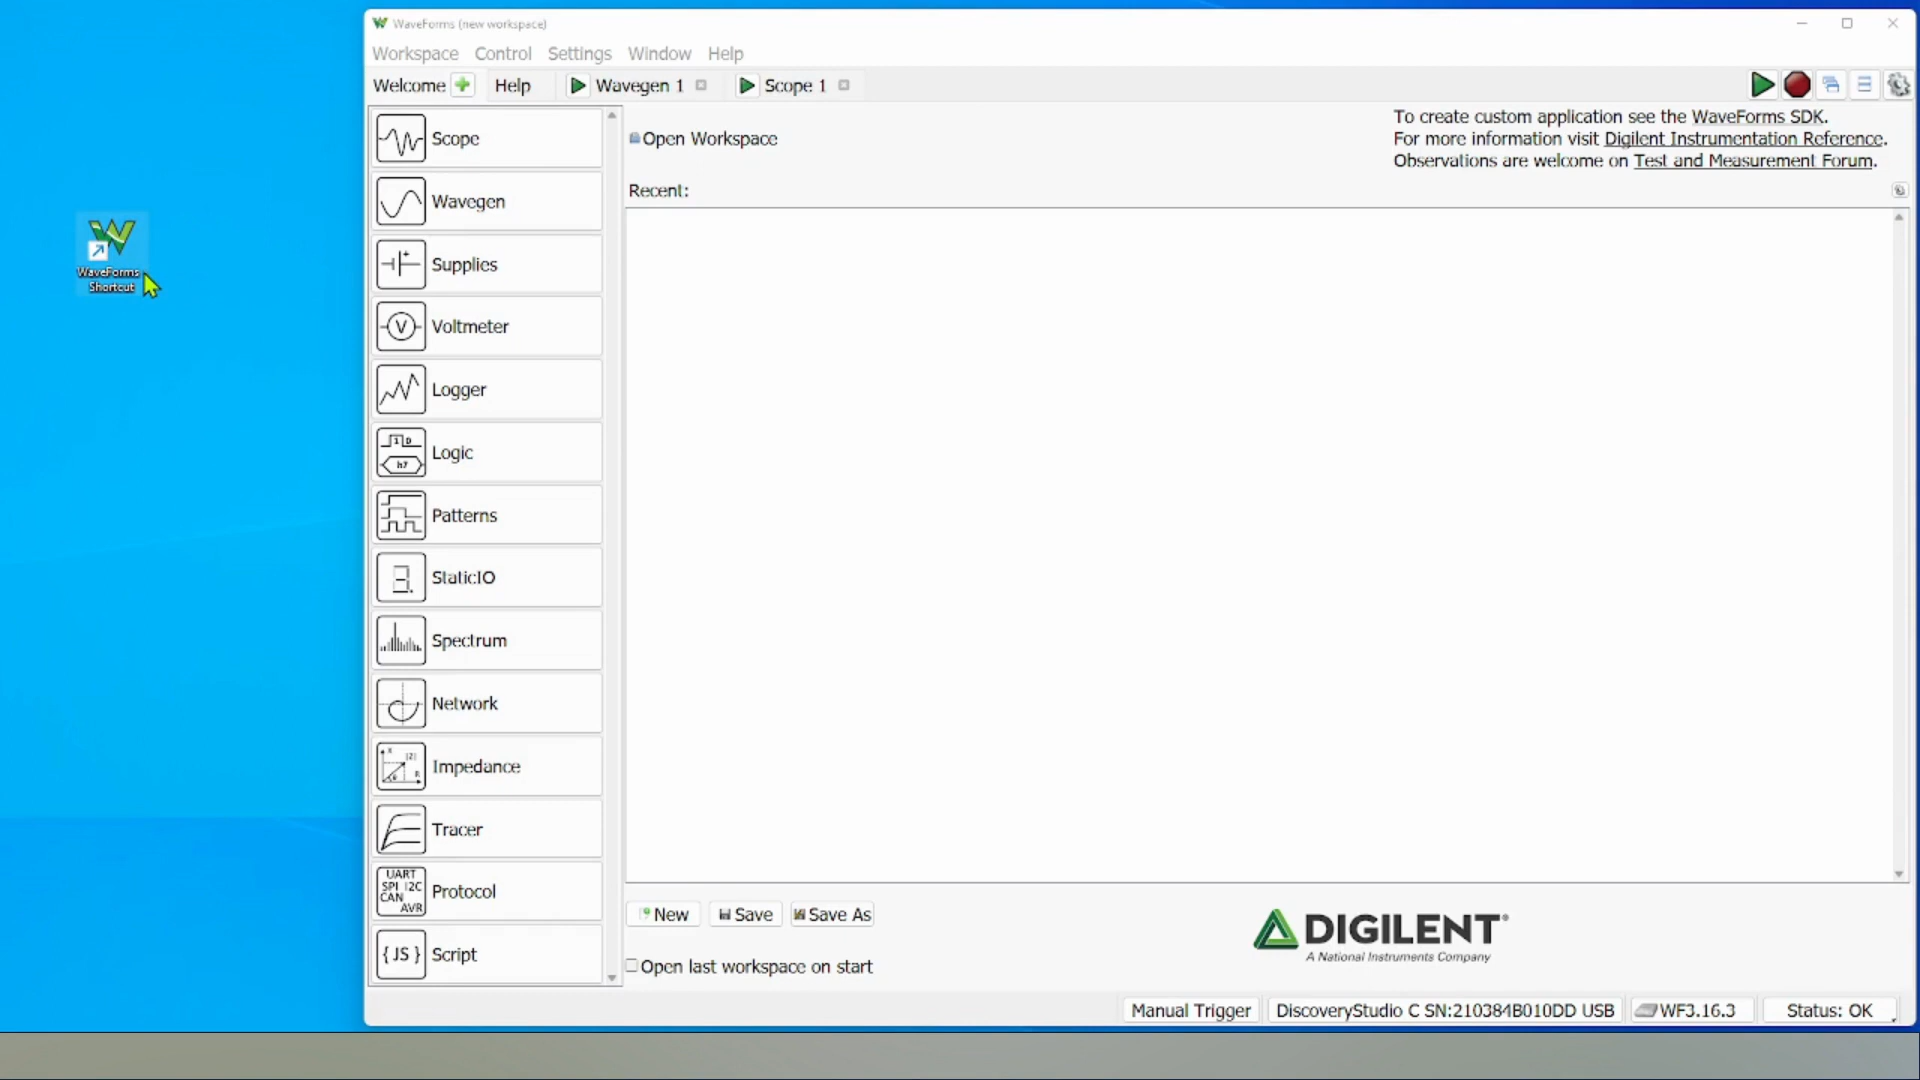 WaveForms (new workspace)
Workspace Control Settings Window Help
Welcome Help Wavegen 1 Scope 1
To create custom application see the WaveForms SDK.
For more information visit Digilent Instrumentation Reference.
Observations are welcome on Test and Measurement Forum.
Open Workspace
Recent:
WaveForms
Shortcut
Scope
Wavegen
Supplies
V
Voltmeter
Logger
1 0
h7
Logic
Patterns
StaticIO
Spectrum
Network
X |Z| R
Impedance
Tracer
UART
SPI I2C
CAN
AVR
Protocol
{JS}
Script
New Save Save As
Open last workspace on start
DIGILENT®
A National Instruments Company
Manual Trigger DiscoveryStudio C SN:210384B010DD USB WF3.16.3 Status: OK